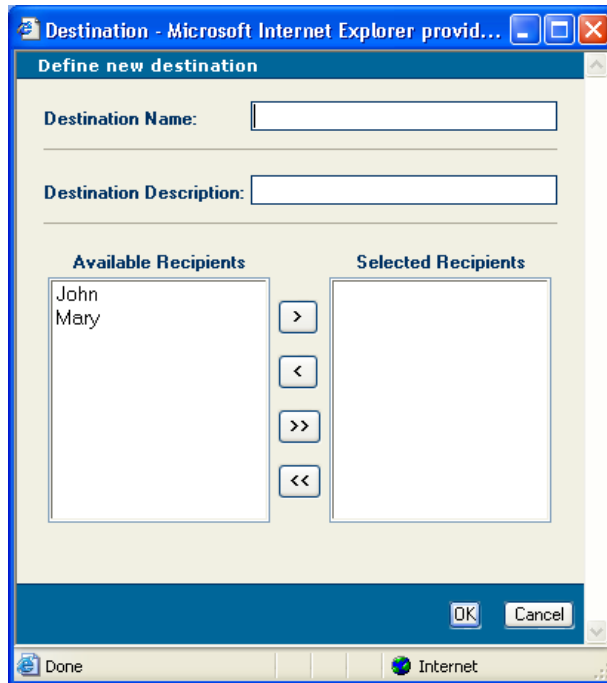 Destination - Microsoft Internet Explorer provid...
Define new destination
Destination Name:
Destination Description:
Available Recipients
Selected Recipients
John
Mary
>
<
>>
<<
OK
Cancel
Done
Internet